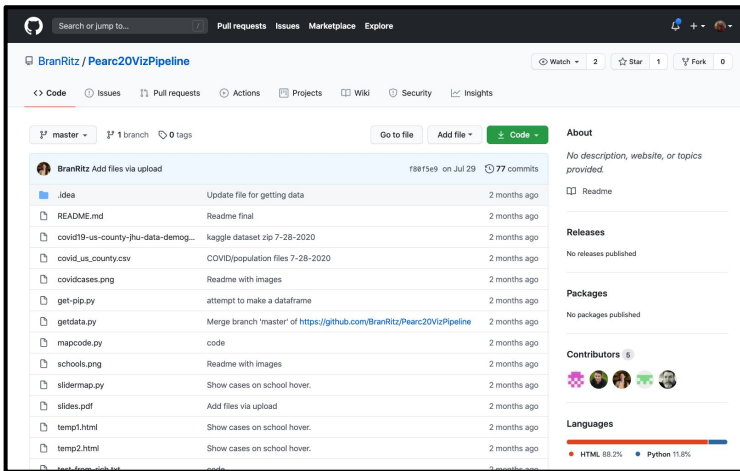 Search or jump to... / Pull requests Issues Marketplace Explore
BranRitz / Pearc20VizPipeline
Watch 2 Star 1 Fork 0
Code Issues Pull requests Actions Projects Wiki Security Insights
master 1 branch 0 tags Go to file Add file Code
BranRitz Add files via upload f80f5e9 on Jul 29 77 commits
.idea Update file for getting data 2 months ago
README.md Readme final 2 months ago
covid19-us-county-jhu-data-demog... kaggle dataset zip 7-28-2020 2 months ago
covid_us_county.csv COVID/population files 7-28-2020 2 months ago
covidcases.png Readme with images 2 months ago
get-pip.py attempt to make a dataframe 2 months ago
getdata.py Merge branch 'master' of https://github.com/BranRitz/Pearc20VizPipeline 2 months ago
mapcode.py code 2 months ago
schools.png Readme with images 2 months ago
slidermap.py Show cases on school hover. 2 months ago
slides.pdf Add files via upload 2 months ago
temp1.html Show cases on school hover. 2 months ago
temp2.html Show cases on school hover. 2 months ago
test-from-rich.txt code 2 months ago
About
No description, website, or topics
provided.
Readme
Releases
No releases published
Packages
No packages published
Contributors 5
Languages
HTML 88.2% Python 11.8%